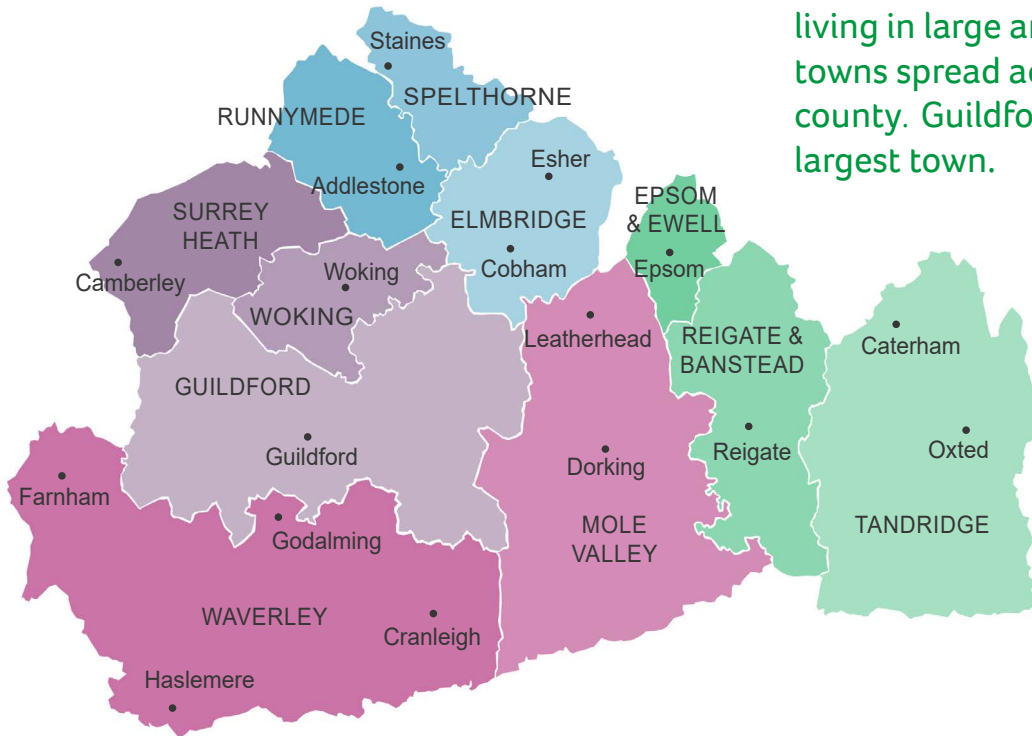 living in large
towns spread
county. Guildfo
largest town.
Staines
SPELTHORNE
RUNNYMEDE
Addlestone
Esher
ELMBRIDGE
Cobham
EPSOM
& EWELL
Epsom
SURREY
HEATH
Camberley
Woking
WOKING
Leatherhead
REIGATE &
BANSTEAD
Caterham
GUILDFORD
Guildford
Dorking
Reigate
Oxted
Farnham
Godalming
MOLE
VALLEY
TANDRIDGE
WAVERLEY
Cranleigh
Haslemere